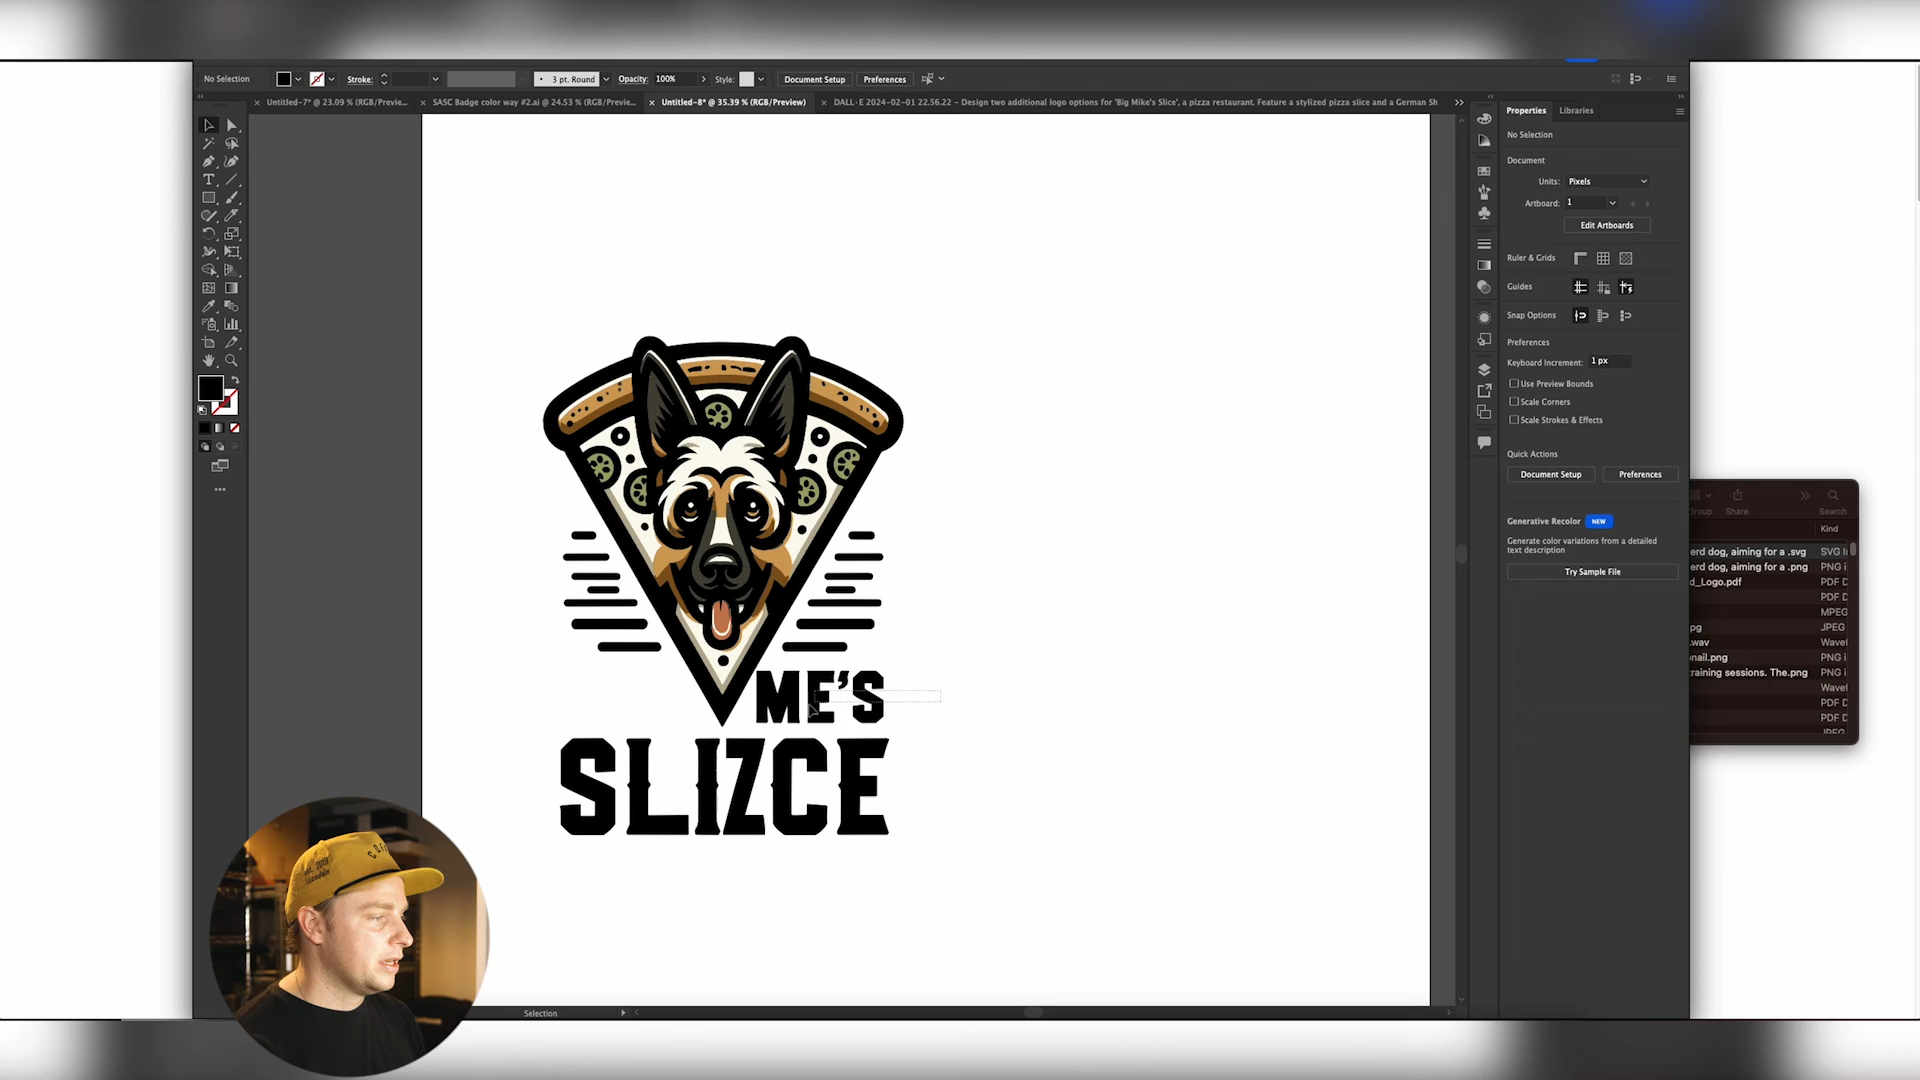 No Selection
Stroke:
3 pt. Round
Opacity: 100%
Style:
Document Setup
Preferences
Untitled-7* @ 23.09 % (RGB/Previe...
SASC Badge color way #2.ai @ 24.53 % (RGB/Previe...
Untitled-8* @ 35.39 % (RGB/Preview)
DALL·E 2024-02-01 22.56.22 – Design two additional logo options for 'Big Mike's Slice', a pizza restaurant. Feature a stylized pizza slice and a German Sh
Properties
Libraries
No Selection
Document
Units: Pixels
Artboard: 1
Edit Artboards
Ruler & Grids
Guides
Snap Options
Preferences
Keyboard Increment: 1 px
Use Preview Bounds
Scale Corners
Scale Strokes & Effects
Quick Actions
Document Setup
Preferences
Generative Recolor NEW
Generate color variations from a detailed
text description
Try Sample File
Group
Share
Search
Kind
erd dog, aiming for a .svg SVG I
erd dog, aiming for a .png PNG i
d_Logo.pdf PDF D
PDF D
MPEG
pg JPEG
.wav Wavef
nail.png PNG i
training sessions. The.png PNG i
Wavef
PDF D
PDF D
JPEG
ME'S
SLIZCE
Selection